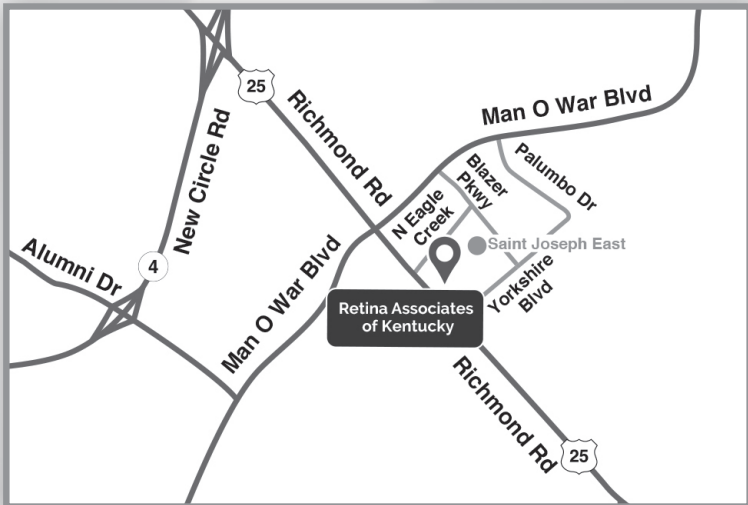 25
Richmond Rd
Man O War Blvd
New Circle Rd
Blazer
Pkwy
Palumbo Dr
N Eagle
Creek
Saint Joseph East
Alumni Dr
4
Man O War Blvd
Yorkshire
Blvd
Retina Associates
of Kentucky
Richmond Rd
25